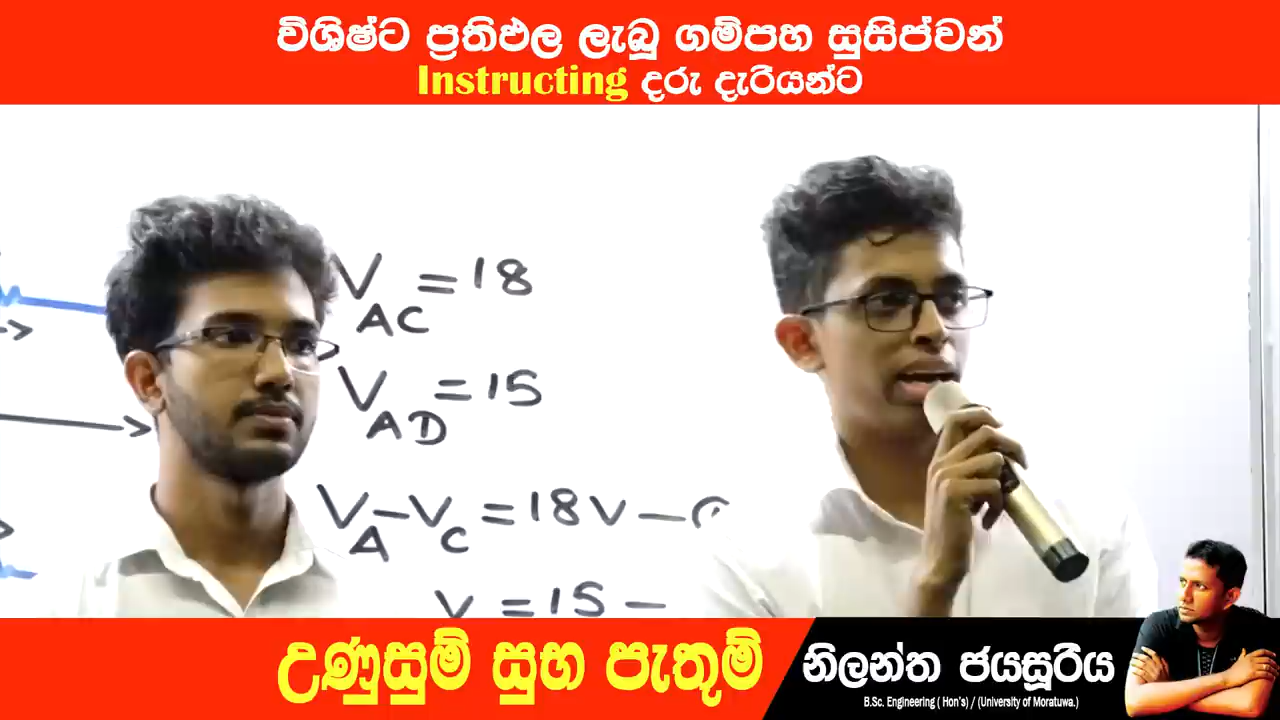 විශිෂ්ට ප්‍රතිඵල ලැබූ ගම්පහ සුසිප්වන්
Instructing දරු දැරියන්ට
V_AC = 18
V_AD = 15
V_A - V_C = 18V —
V = 15 —
උණුසුම් සුභ පැතුම්
නිලන්ත ජයසූරිය
B.Sc. Engineering ( Hon's) / (University of Moratuwa.)